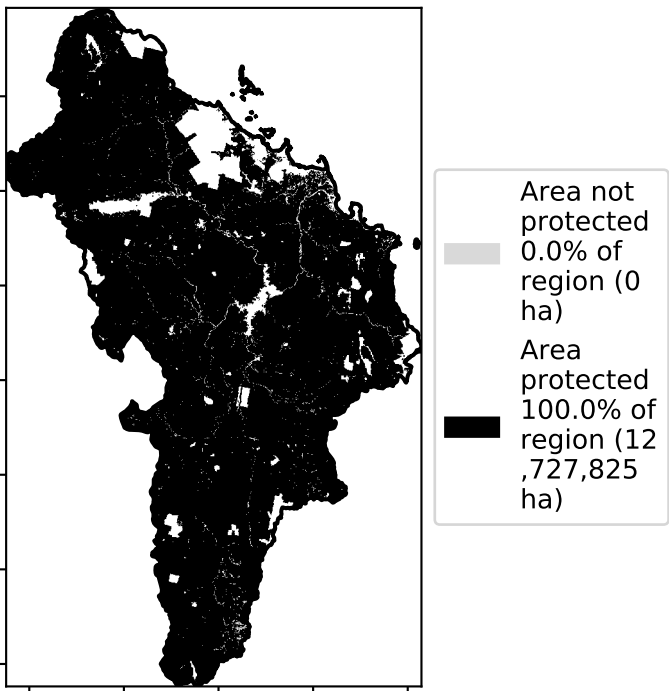 Area not
protected
0.0% of
region (0
ha)
Area
protected
100.0% of
region (12
,727,825
ha)